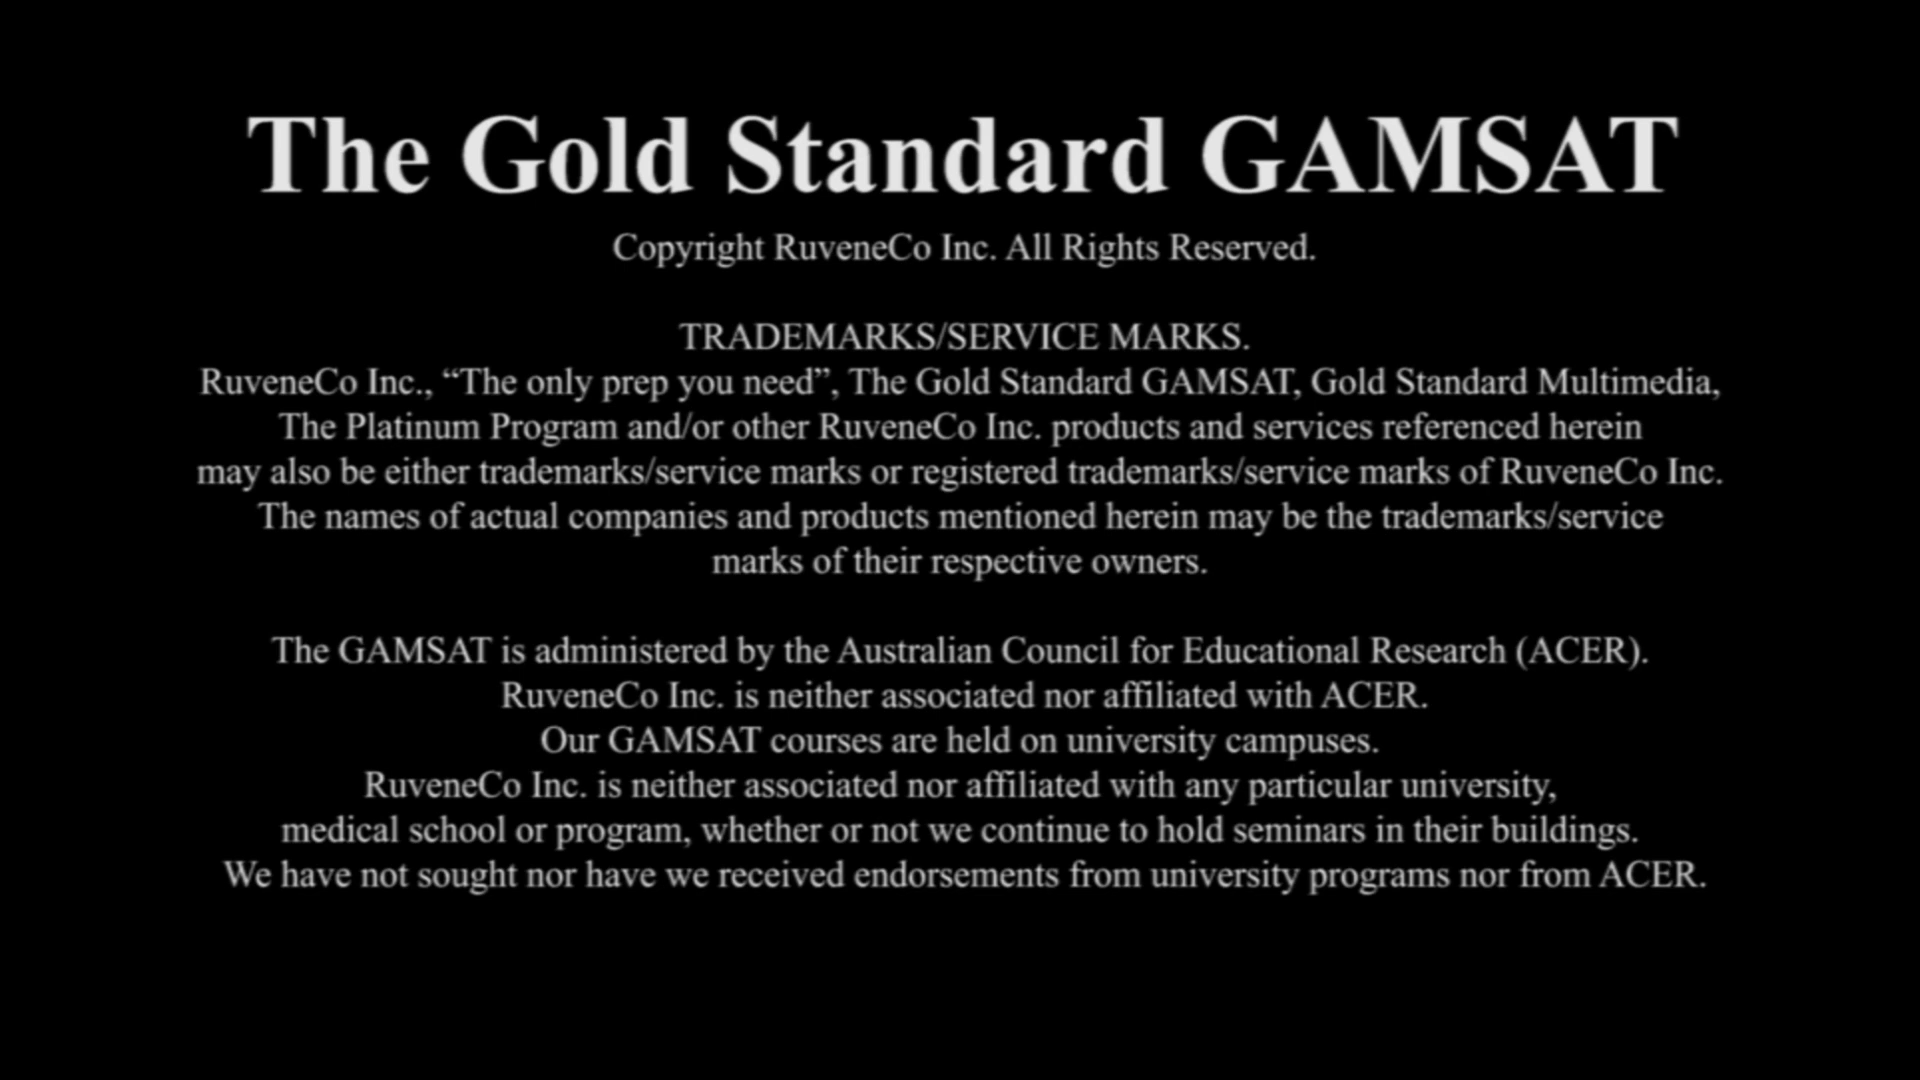 The Gold Standard GAMSAT
Copyright RuveneCo Inc. All Rights Reserved.
TRADEMARKS/SERVICE MARKS.
RuveneCo Inc., “The only prep you need”, The Gold Standard GAMSAT, Gold Standard Multimedia,
The Platinum Program and/or other RuveneCo Inc. products and services referenced herein
may also be either trademarks/service marks or registered trademarks/service marks of RuveneCo Inc.
The names of actual companies and products mentioned herein may be the trademarks/service
marks of their respective owners.
The GAMSAT is administered by the Australian Council for Educational Research (ACER).
RuveneCo Inc. is neither associated nor affiliated with ACER.
Our GAMSAT courses are held on university campuses.
RuveneCo Inc. is neither associated nor affiliated with any particular university,
medical school or program, whether or not we continue to hold seminars in their buildings.
We have not sought nor have we received endorsements from university programs nor from ACER.